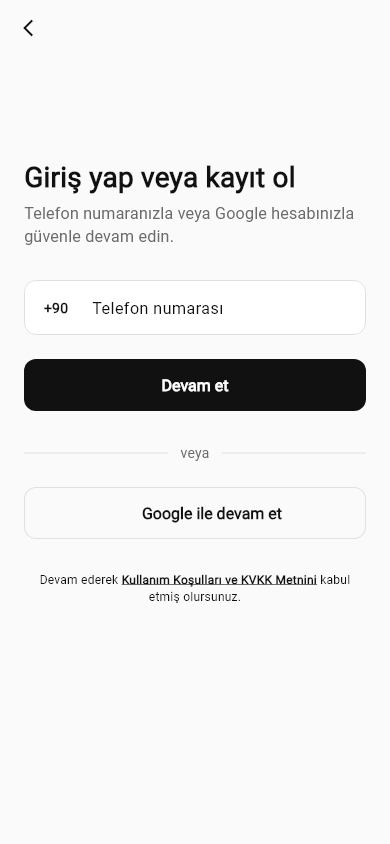 Giriş yap veya kayıt ol
Telefon numaranızla veya Google hesabınızla
güvenle devam edin.
+90 Telefon numarası
Devam et
veya
Google ile devam et
Devam ederek Kullanım Koşulları ve KVKK Metnini kabul
etmiş olursunuz.